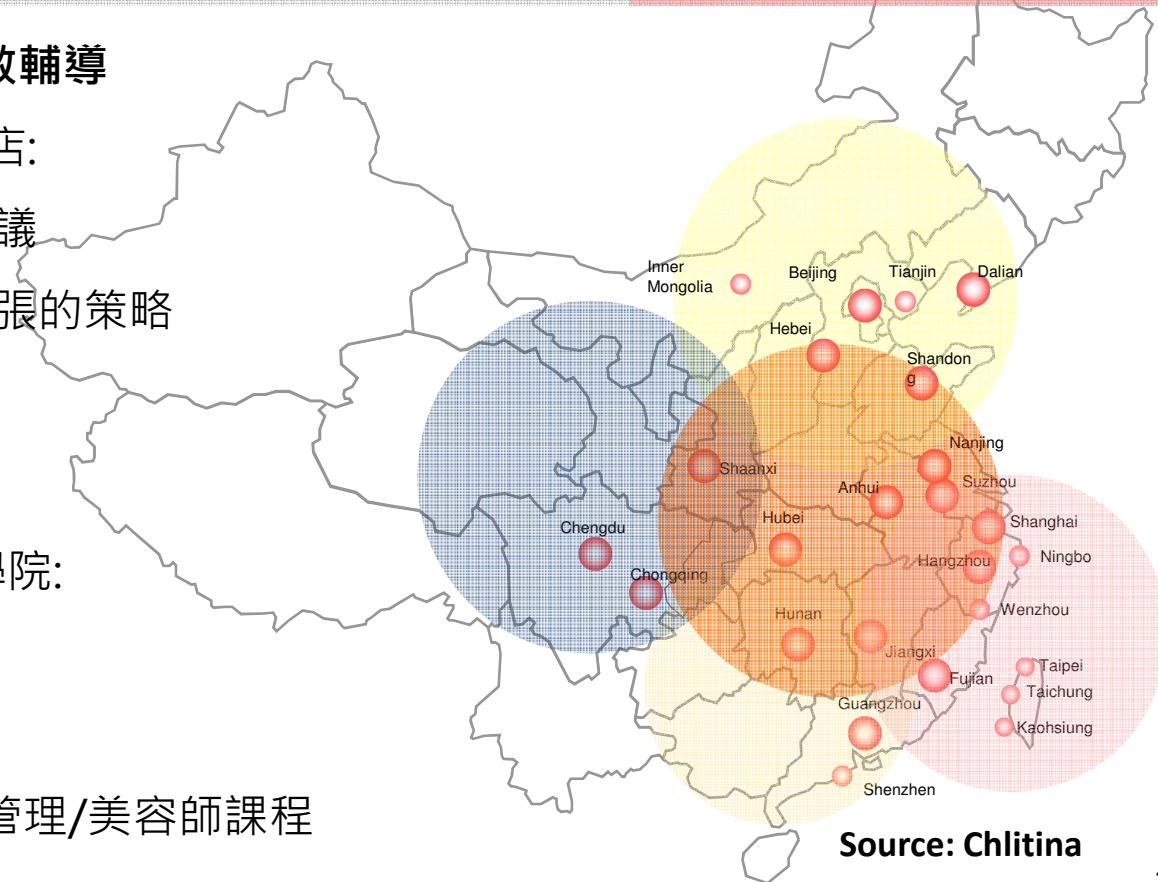 輔導
店:
議
張的策略
學院:
管理/美容師課程
Inner
Mongolia
Beijing
Tianjin
Dalian
Hebei
Shandon
g
Nanjing
Shaanxi
Anhui
Suzhou
Hubei
Shanghai
Chengdu
Hangzhou
Ningbo
Chongqing
Wenzhou
Hunan
Jiangxi
Taipei
Fujian
Taichung
Guangzhou
Kaohsiung
Shenzhen
Source: Chlitina